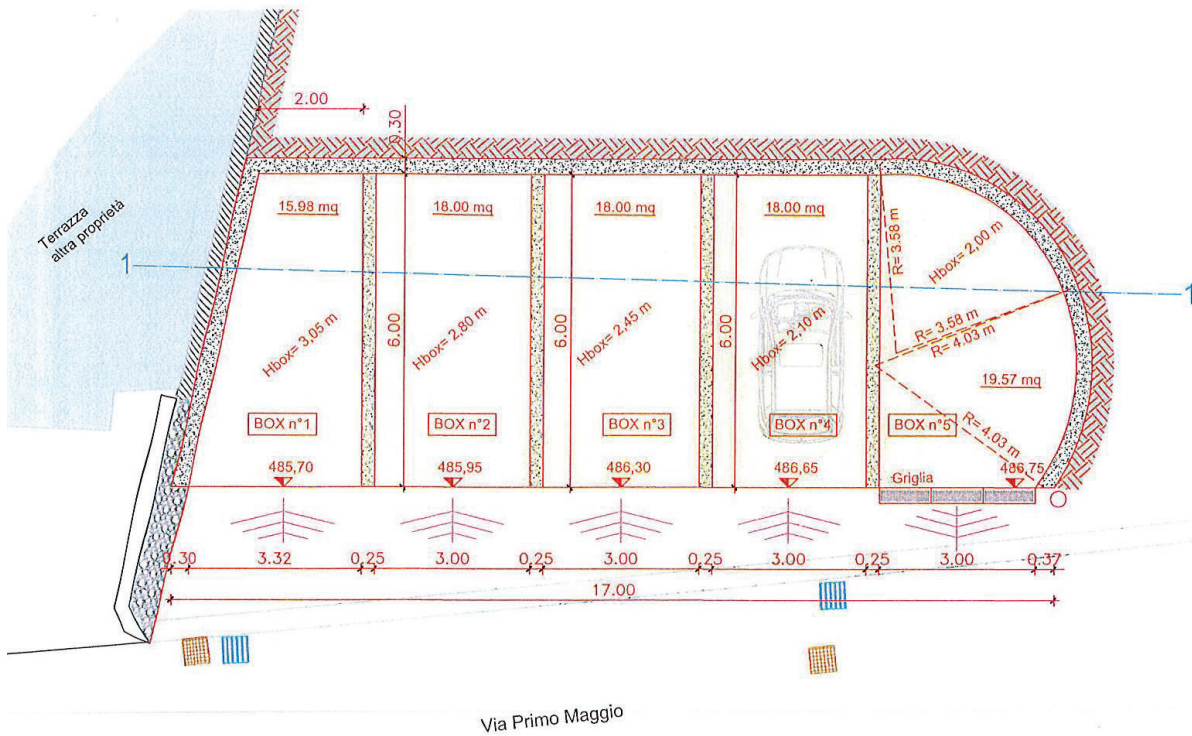 2.00
0.30
15.98 mq
18.00 mq
18.00 mq
18.00 mq
Terrazza
altra proprietà
1
1
R= 3.58 m
Hbox= 2,00 m
Hbox= 3,05 m
6.00
Hbox= 2,80 m
6.00
Hbox= 2,45 m
6.00
Hbox= 2,10 m
R= 3.58 m
R= 4.03 m
19.57 mq
R= 4.03 m
BOX n°1
BOX n°2
BOX n°3
BOX n°4
BOX n°5
485,70
485,95
486,30
486,65
486,75
Griglia
0.30
3.32
0.25
3.00
0.25
3.00
0.25
3.00
0.25
3.00
0.37
17.00
Via Primo Maggio